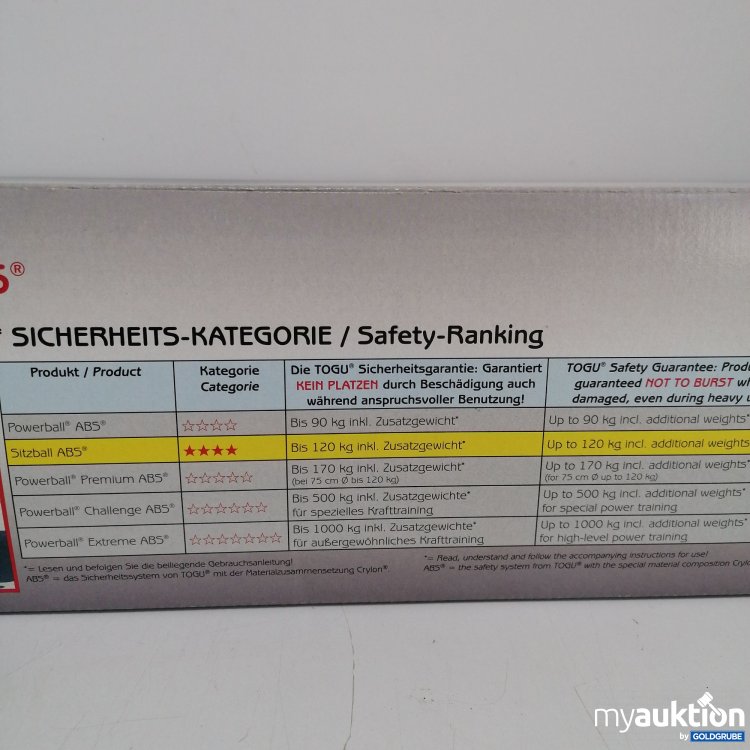 S®
SICHERHEITS-KATEGORIE / Safety-Ranking
Produkt / Product
Kategorie
Categorie
Die TOGU® Sicherheitsgarantie: Garantiert
KEIN PLATZEN durch Beschädigung auch
während anspruchsvoller Benutzung!
TOGU® Safety Guarantee:
guaranteed NOT TO BURST
damaged, even during heavy
Powerball® ABS®
☆☆☆☆
Bis 90 kg inkl. Zusatzgewicht*
Up to 90 kg incl. additional weights*
Sitzball ABS®
★★★★
Bis 120 kg inkl. Zusatzgewicht*
Up to 120 kg incl. additional weights
Powerball® Premium ABS®
☆☆☆☆☆
Bis 170 kg inkl. Zusatzgewicht*
(bei 75 cm Ø bis 120 kg)
Up to 170 kg incl. additional weights*
(for 75 cm Ø up to 120 kg)
Powerball® Challenge ABS®
☆☆☆☆☆☆
Bis 500 kg inkl. Zusatzgewichte*
für spezielles Krafttraining
Up to 500 kg incl. additional weights*
for special power training
Powerball® Extreme ABS®
☆☆☆☆☆☆☆
Bis 1000 kg inkl. Zusatzgewichte*
für außergewöhnliches Krafttraining
Up to 1000 kg incl. additional weights*
for high-level power training
*= Lesen und befolgen Sie die beiliegende Gebrauchsanleitung!
ABS® = das Sicherheitssystem von TOGU® mit der Materialzusammensetzung Crylon®.
*= Read, understand and follow the accompanying instructions for use!
ABS® = the safety system from TOGU® with the special material composition
myauktion
by GOLDGRUBE